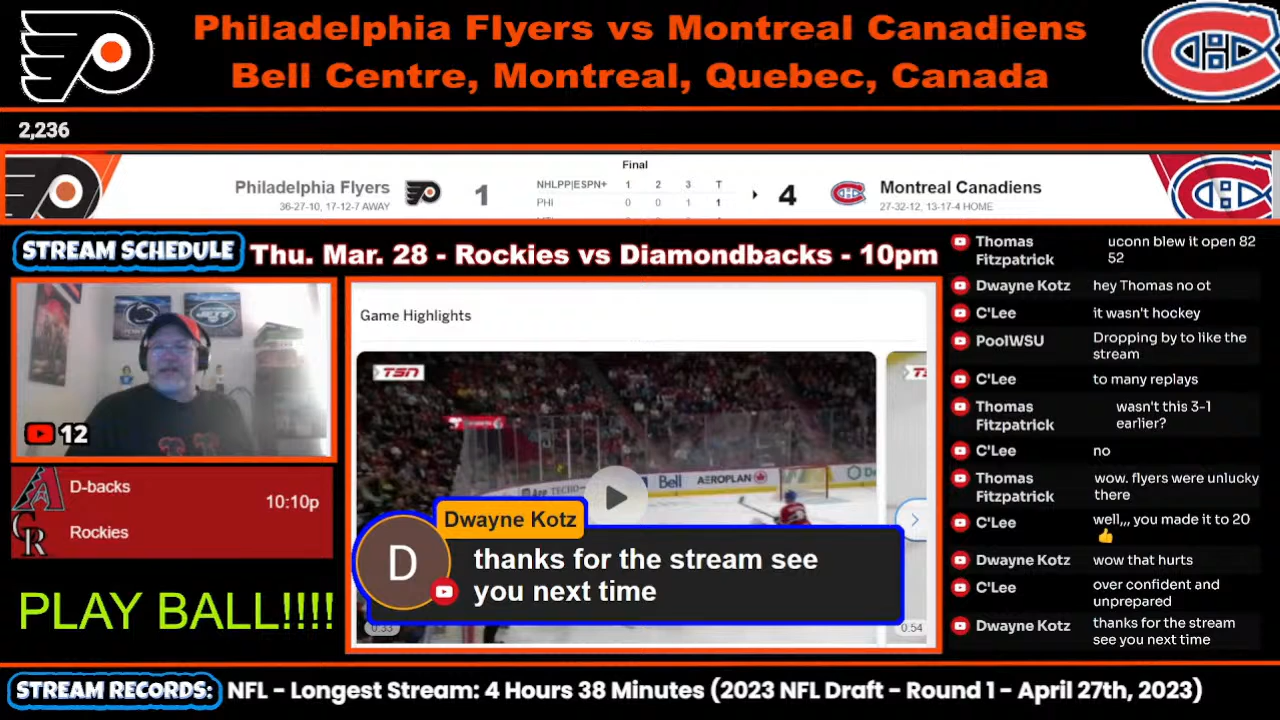 Philadelphia Flyers vs Montreal Canadiens
Bell Centre, Montreal, Quebec, Canada
2,236
Final
Philadelphia Flyers
36-27-10, 17-12-7 AWAY
1
NHLPP|ESPN+ 1 2 3 T
PHI 0 0 1 1
4
Montreal Canadiens
27-32-12, 13-17-4 HOME
STREAM SCHEDULE
Thu. Mar. 28 - Rockies vs Diamondbacks - 10pm
JETS
12
D-backs
10:10p
Rockies
PLAY BALL!!!!
Game Highlights
TSN
Bell
AEROPLAN
0:33
0:54
Dwayne Kotz
D
thanks for the stream see
you next time
Thomas Fitzpatrick uconn blew it open 82
52
Dwayne Kotz hey Thomas no ot
C'Lee it wasn't hockey
PoolWSU Dropping by to like the
stream
C'Lee to many replays
Thomas Fitzpatrick wasn't this 3-1
earlier?
C'Lee no
Thomas Fitzpatrick wow. flyers were unlucky
there
C'Lee well,,, you made it to 20
👍
Dwayne Kotz wow that hurts
C'Lee over confident and
unprepared
Dwayne Kotz thanks for the stream
see you next time
STREAM RECORDS:
NFL - Longest Stream: 4 Hours 38 Minutes (2023 NFL Draft - Round 1 - April 27th, 2023)